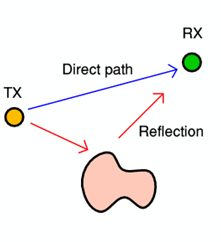 RX
Direct path
TX
Reflection